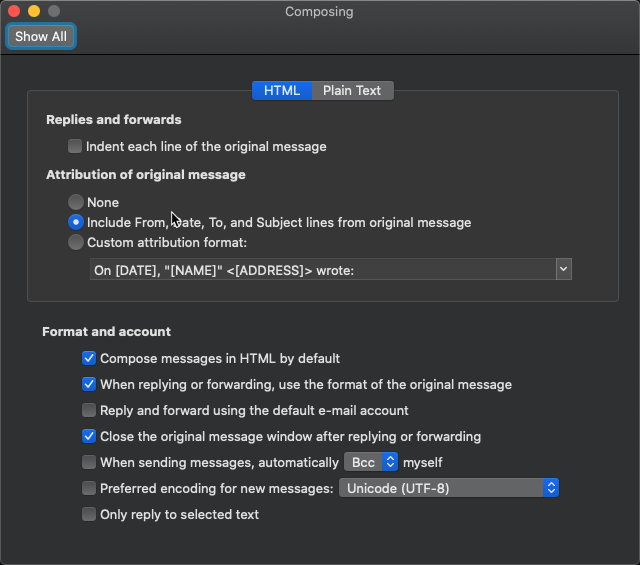 Composing
Show All
HTML Plain Text
Replies and forwards
Indent each line of the original message
Attribution of original message
None
Include From, Date, To, and Subject lines from original message
Custom attribution format:
On [DATE], "[NAME]" <[ADDRESS]> wrote:
Format and account
Compose messages in HTML by default
When replying or forwarding, use the format of the original message
Reply and forward using the default e-mail account
Close the original message window after replying or forwarding
When sending messages, automatically Bcc myself
Preferred encoding for new messages: Unicode (UTF-8)
Only reply to selected text